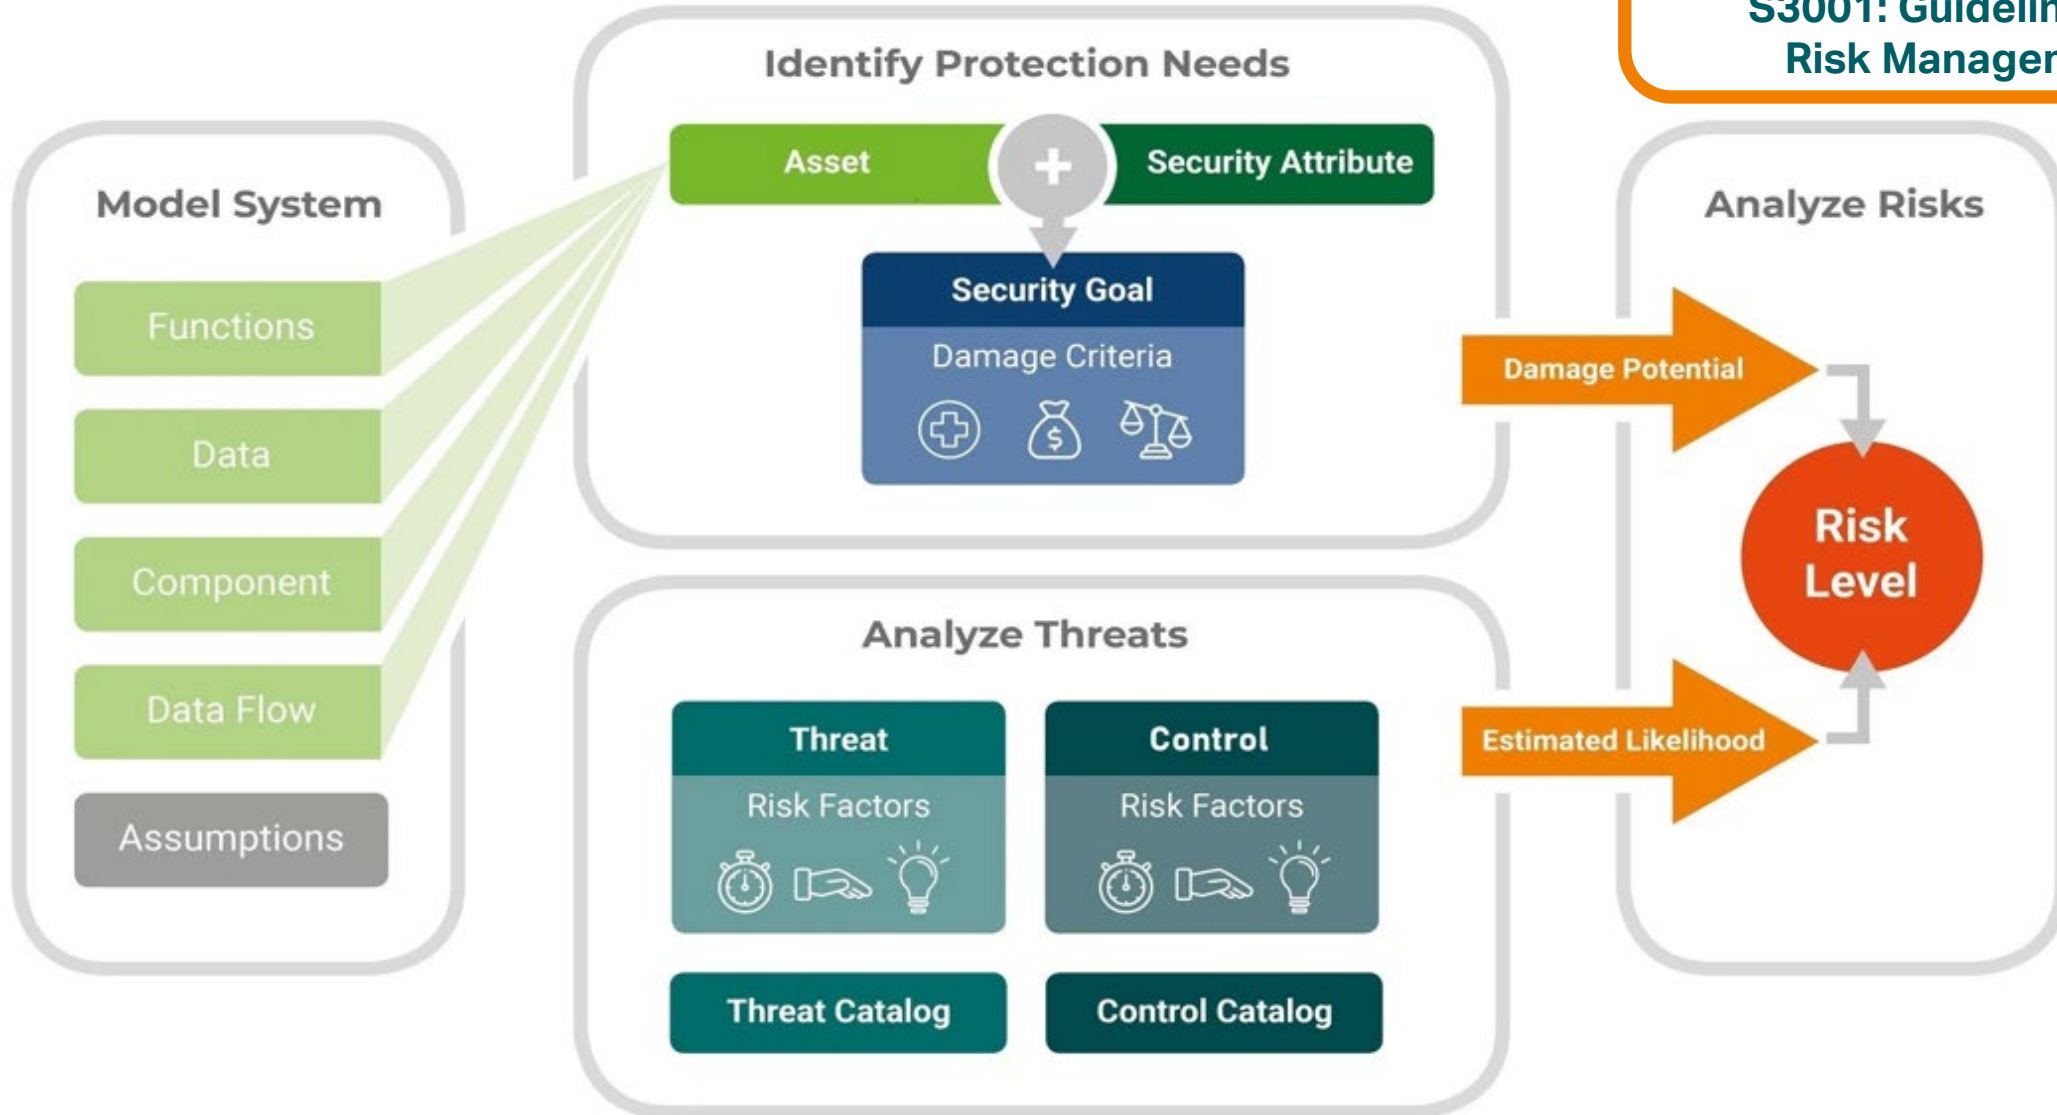 S3001: Guidelin
Risk Manager
Identify Protection Needs
Asset
+
Security Attribute
Model System
Analyze Risks
Functions
Security Goal
Damage Criteria
$
Damage Potential
Data
Component
Risk
Level
Analyze Threats
Data Flow
Threat
Control
Estimated Likelihood
Risk Factors
Risk Factors
Assumptions
Threat Catalog
Control Catalog